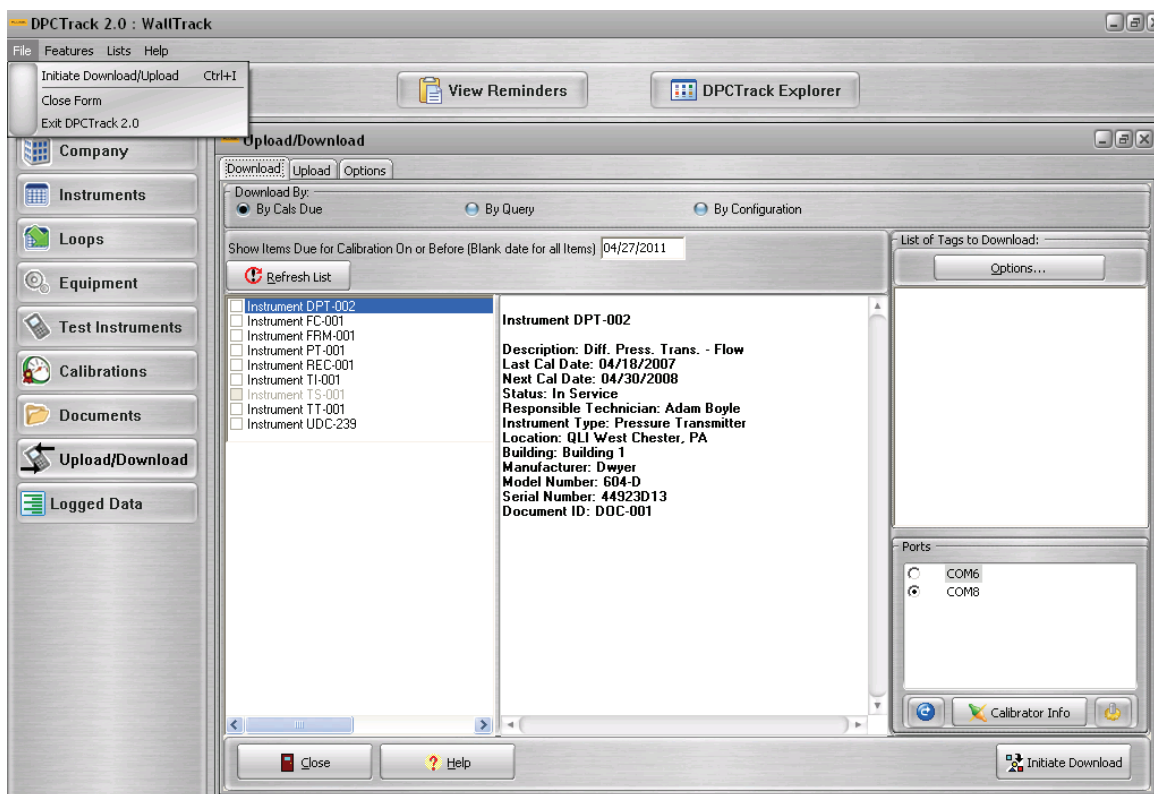 DPCTrack 2.0 : WallTrack
File Features Lists Help
Initiate Download/Upload Ctrl+I
Close Form
Exit DPCTrack 2.0
View Reminders
DPCTrack Explorer
Company
Instruments
Loops
Equipment
Test Instruments
Calibrations
Documents
Upload/Download
Logged Data
Upload/Download
Download Upload Options
Download By:
By Cals Due By Query By Configuration
Show Items Due for Calibration On or Before (Blank date for all Items) 04/27/2011
Refresh List
Instrument DPT-002
Instrument FC-001
Instrument FRM-001
Instrument PT-001
Instrument REC-001
Instrument TI-001
Instrument TS-001
Instrument TT-001
Instrument UDC-239
Instrument DPT-002
Description: Diff. Press. Trans. - Flow
Last Cal Date: 04/18/2007
Next Cal Date: 04/30/2008
Status: In Service
Responsible Technician: Adam Boyle
Instrument Type: Pressure Transmitter
Location: QLI West Chester, PA
Building: Building 1
Manufacturer: Dwyer
Model Number: 604-D
Serial Number: 44923D13
Document ID: DOC-001
List of Tags to Download:
Options...
Ports
COM6
COM8
Calibrator Info
Close
Help
Initiate Download